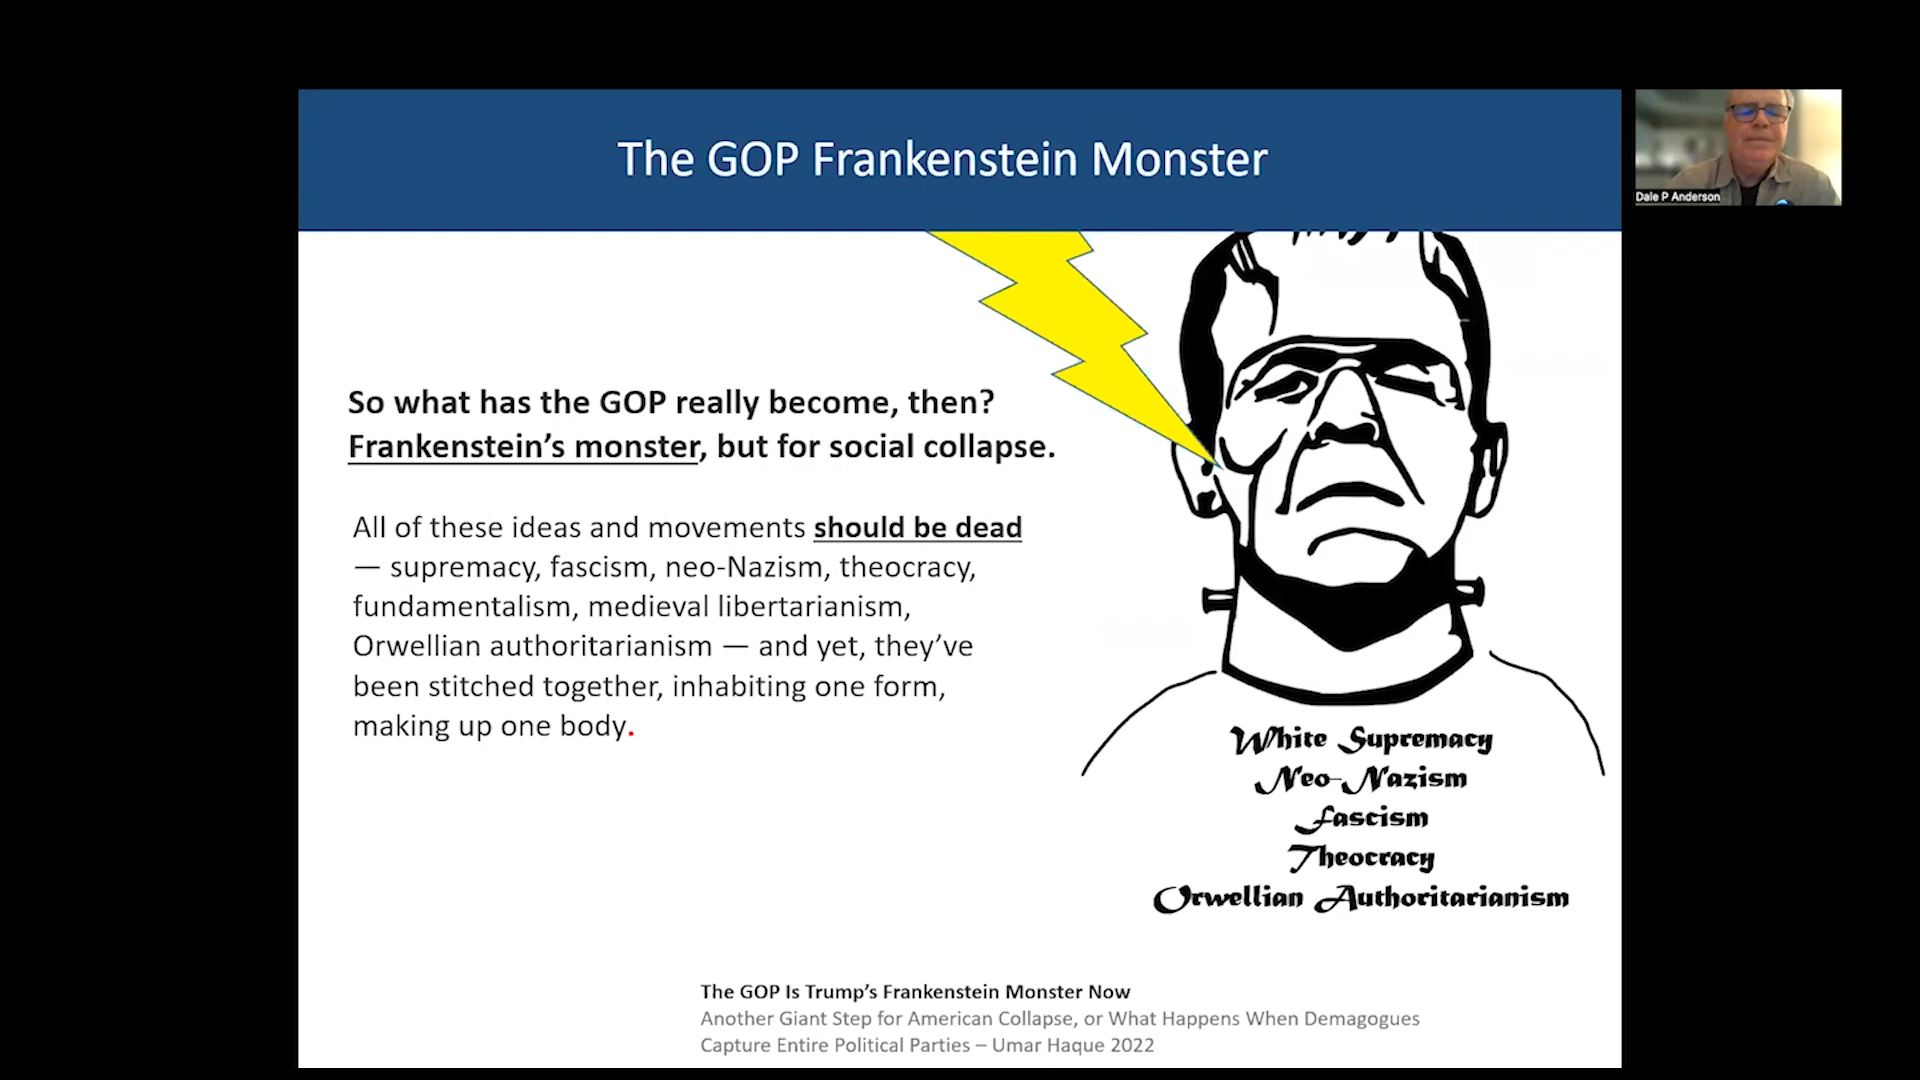 The GOP Frankenstein Monster
Dale P Anderson
So what has the GOP really become, then?
Frankenstein’s monster, but for social collapse.
All of these ideas and movements should be dead
— supremacy, fascism, neo-Nazism, theocracy,
fundamentalism, medieval libertarianism,
Orwellian authoritarianism — and yet, they’ve
been stitched together, inhabiting one form,
making up one body.
White Supremacy
Neo-Nazism
Fascism
Theocracy
Orwellian Authoritarianism
The GOP Is Trump’s Frankenstein Monster Now
Another Giant Step for American Collapse, or What Happens When Demagogues
Capture Entire Political Parties – Umar Haque 2022